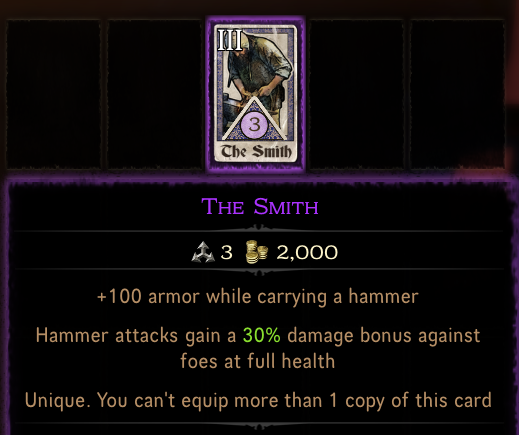 III
3
The Smith
The Smith
3 2,000
+100 armor while carrying a hammer
Hammer attacks gain a 30% damage bonus against
foes at full health
Unique. You can't equip more than 1 copy of this card